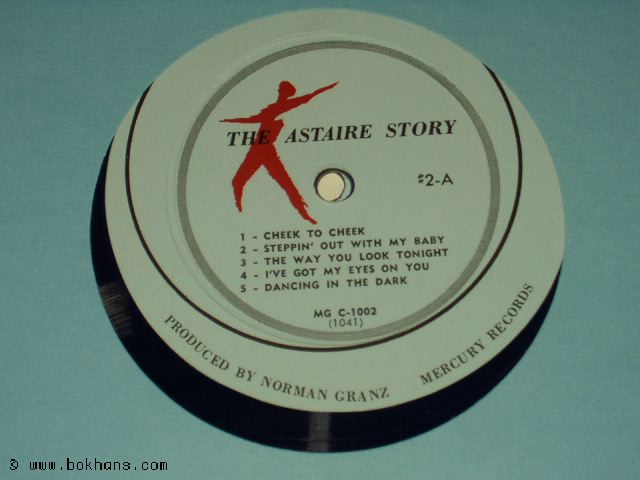 THE ASTAIRE STORY
#2-A
1 - CHEEK TO CHEEK
2 - STEPPIN' OUT WITH MY BABY
3 - THE WAY YOU LOOK TONIGHT
4 - I'VE GOT MY EYES ON YOU
5 - DANCING IN THE DARK
MG C-1002
(1041)
PRODUCED BY NORMAN GRANZ
MERCURY RECORDS
© www.bokhans.com